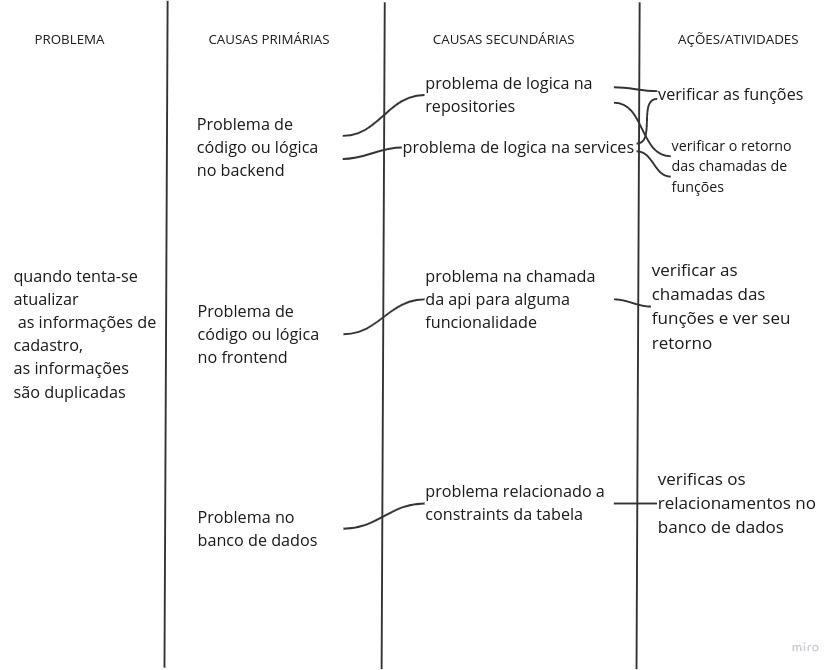 PROBLEMA
CAUSAS PRIMÁRIAS
CAUSAS SECUNDÁRIAS
AÇÕES/ATIVIDADES
quando tenta-se
atualizar
as informações de
cadastro,
as informações
são duplicadas
Problema de
código ou lógica
no backend
problema de logica na
repositories
problema de logica na services
verificar as funções
verificar o retorno
das chamadas de
funções
Problema de
código ou lógica
no frontend
problema na chamada
da api para alguma
funcionalidade
verificar as
chamadas das
funções e ver seu
retorno
Problema no
banco de dados
problema relacionado a
constraints da tabela
verificas os
relacionamentos no
banco de dados
miro